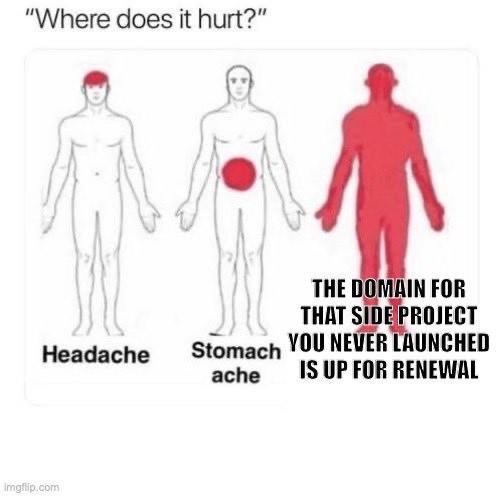 "Where does it hurt?"
Headache
Stomach
ache
THE DOMAIN FOR
THAT SIDE PROJECT
YOU NEVER LAUNCHED
IS UP FOR RENEWAL
imgflip.com